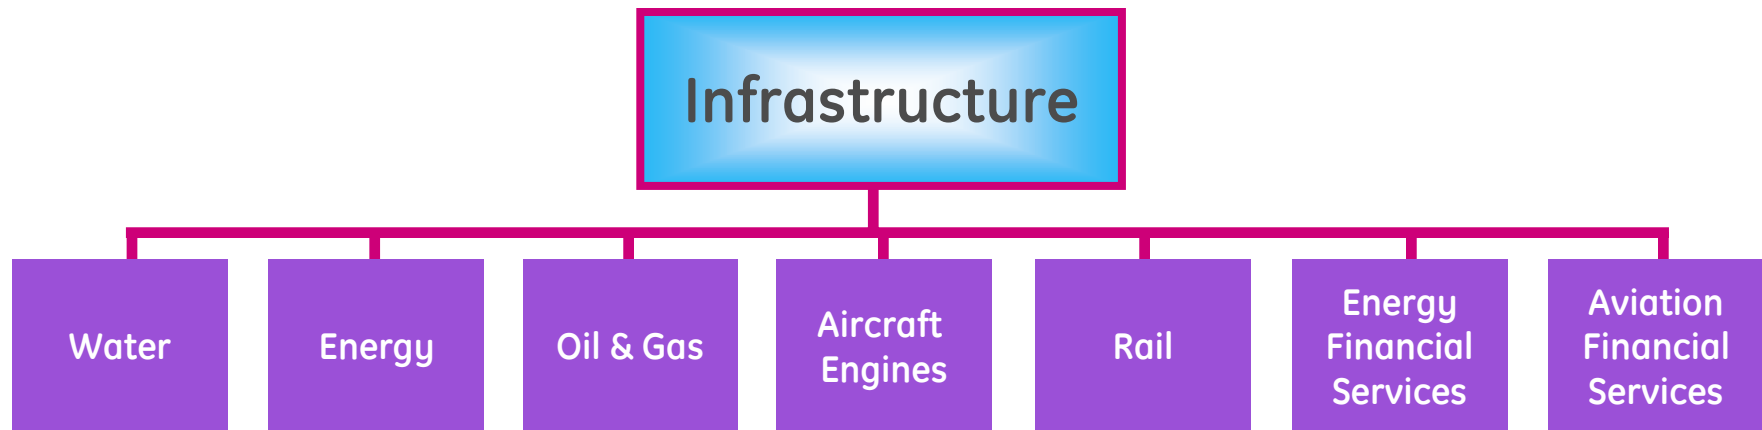 Infrastructure
Water
Energy
Oil & Gas
Aircraft
Engines
Rail
Energy
Financial
Services
Aviation
Financial
Services